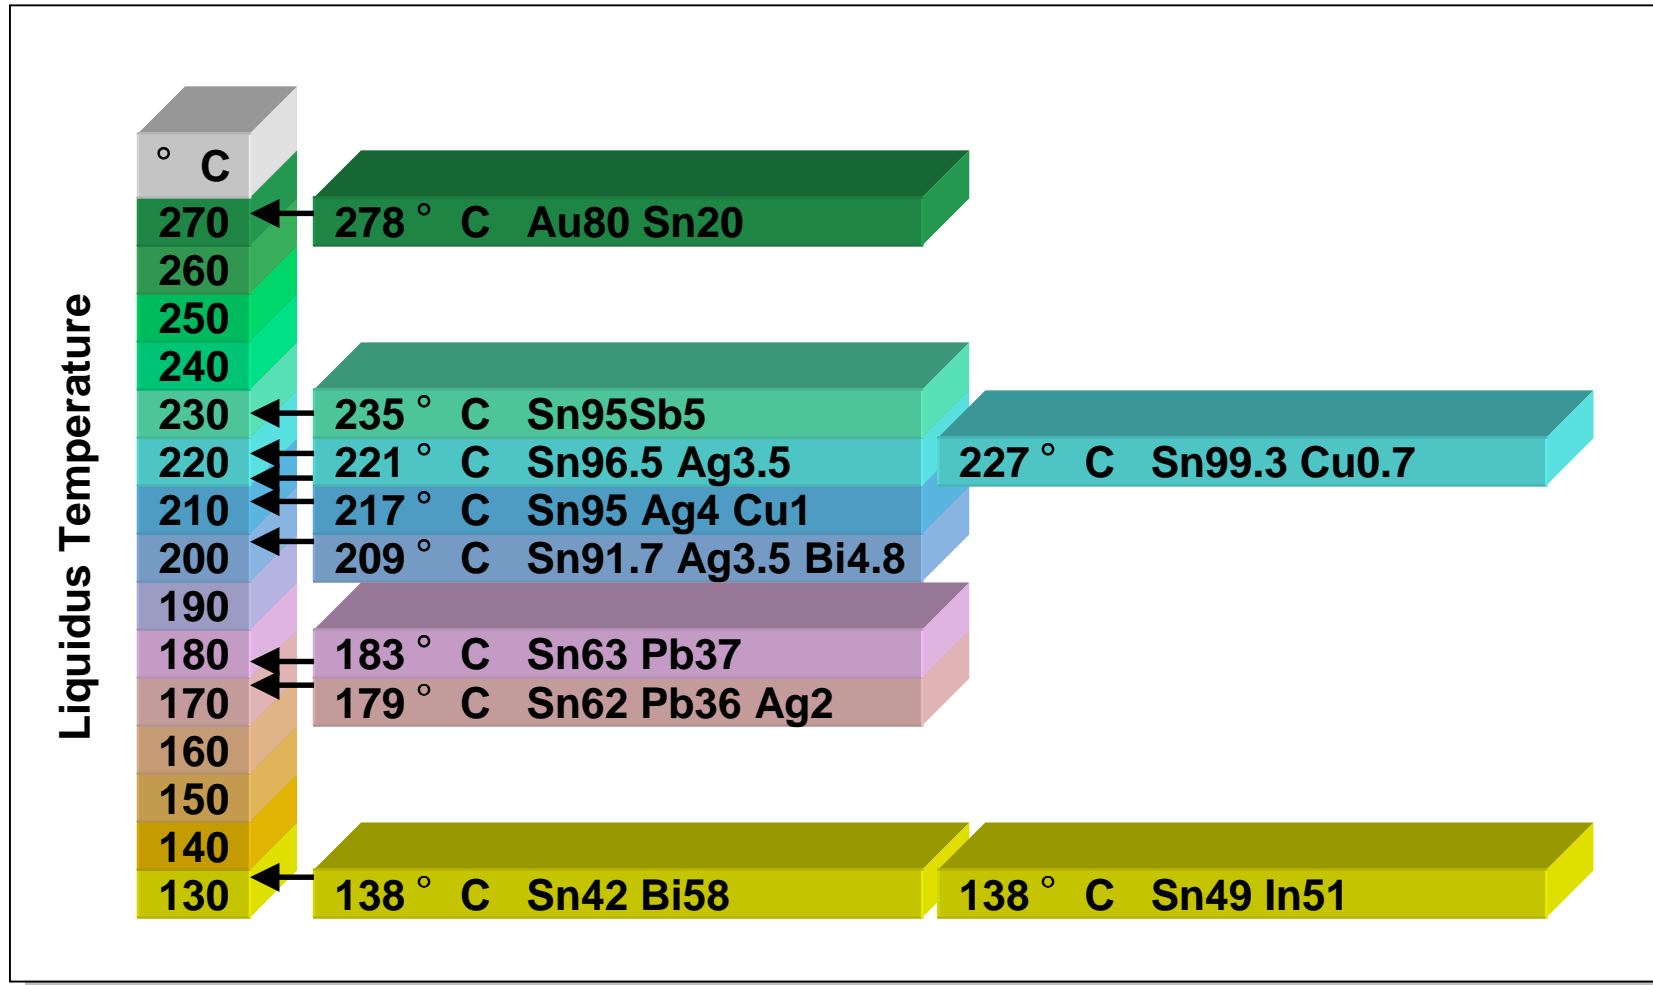 Liquidus Temperature
° C
270
260
250
240
230
220
210
200
190
180
170
160
150
140
130
278 ° C Au80 Sn20
235 ° C Sn95Sb5
221 ° C Sn96.5 Ag3.5
227 ° C Sn99.3 Cu0.7
217 ° C Sn95 Ag4 Cu1
209 ° C Sn91.7 Ag3.5 Bi4.8
183 ° C Sn63 Pb37
179 ° C Sn62 Pb36 Ag2
138 ° C Sn42 Bi58
138 ° C Sn49 In51